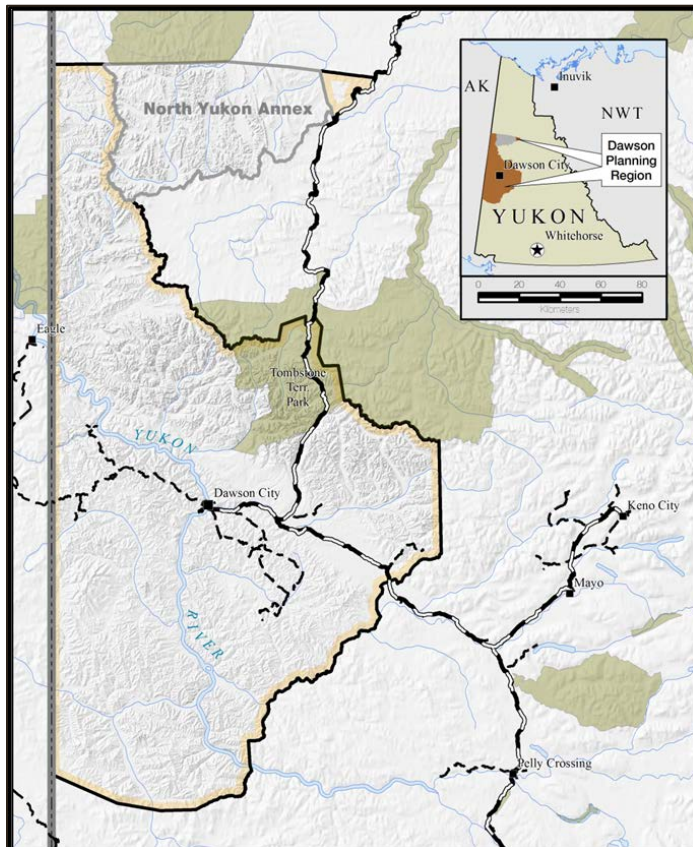 North Yukon Annex
AK
Inuvik
NWT
Dawson
Planning
Region
Dawson City
YUKON
Whitehorse
0 20 40 60 80
Kilometers
Eagle
Tombstone
Terr.
Park
YUKON
Dawson City
Keno City
Mayo
RIVER
Pelly Crossing